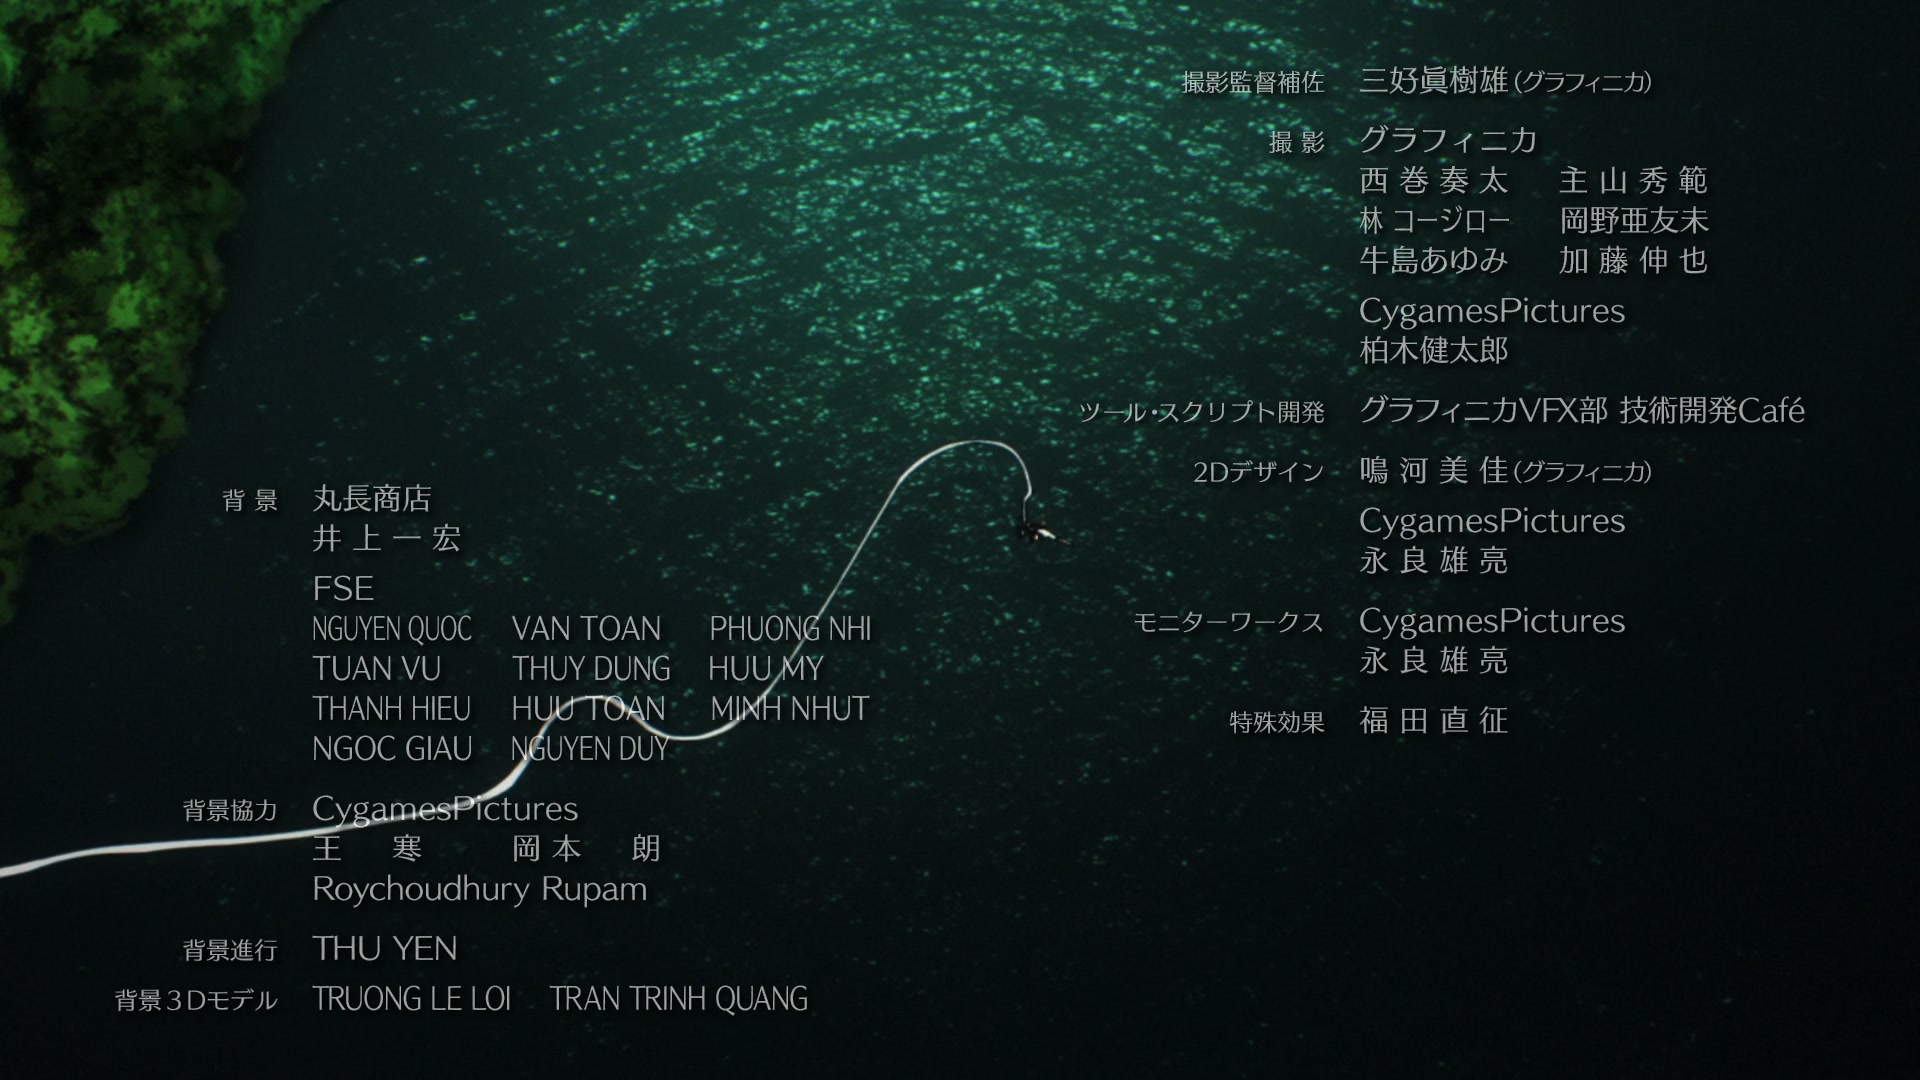 背景 丸長商店
井上一宏
FSE
NGUYEN QUOC VAN TOAN PHUONG NHI
TUAN VU THUY DUNG HUU MY
THANH HIEU HUU TOAN MINH NHUT
NGOC GIAU NGUYEN DUY
背景協力 CygamesPictures
王寒 岡本朗
Roychoudhury Rupam
背景進行 THU YEN
背景3Dモデル TRUONG LE LOI TRAN TRINH QUANG
撮影監督補佐 三好眞樹雄(グラフィニカ)
撮影 グラフィニカ
西巻奏太 主山秀範
林コージロー 岡野亜友未
牛島あゆみ 加藤伸也
CygamesPictures
柏木健太郎
ツール・スクリプト開発 グラフィニカVFX部 技術開発Café
2Dデザイン 鳴河美佳(グラフィニカ)
CygamesPictures
永良雄亮
モニターワークス CygamesPictures
永良雄亮
特殊効果 福田直征